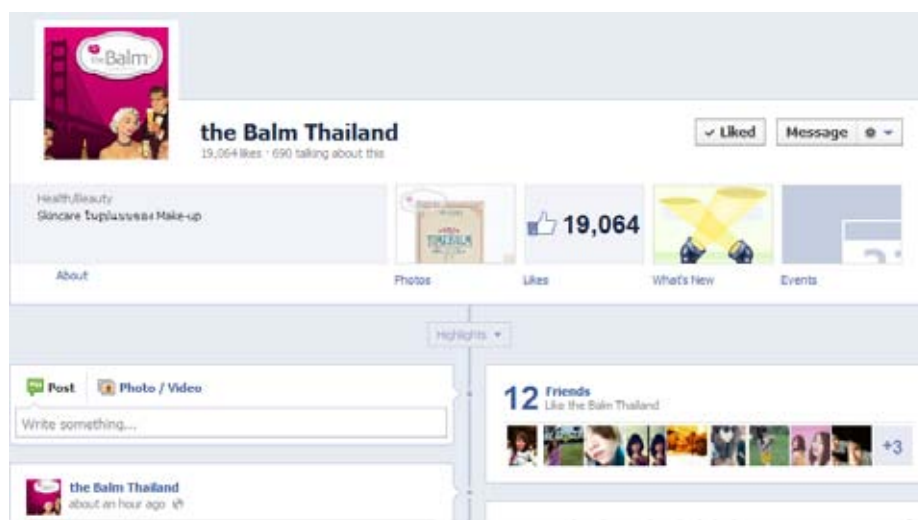 the Balm
the Balm Thailand
19,064 likes · 690 talking about this
Liked
Message
Health/Beauty
Skincare ในรูปแบบของ Make-up
About
Photos
19,064
Likes
What's New
Events
Highlights
Post
Photo / Video
Write something...
12 Friends
Like the Balm Thailand
+3
the Balm Thailand
about an hour ago